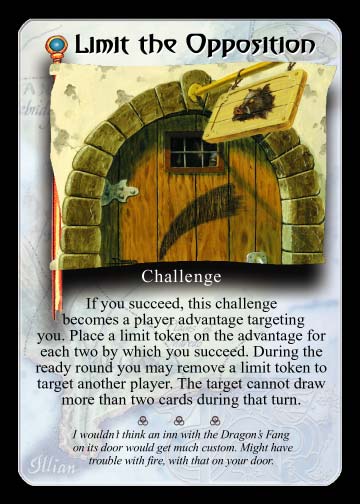 Limit the Opposition
Challenge
If you succeed, this challenge
becomes a player advantage targeting
you. Place a limit token on the advantage for
each two by which you succeed. During the
ready round you may remove a limit token to
target another player. The target cannot draw
more than two cards during that turn.
I wouldn't think an inn with the Dragon's Fang
on its door would get much custom. Might have
trouble with fire, with that on your door.
Illian